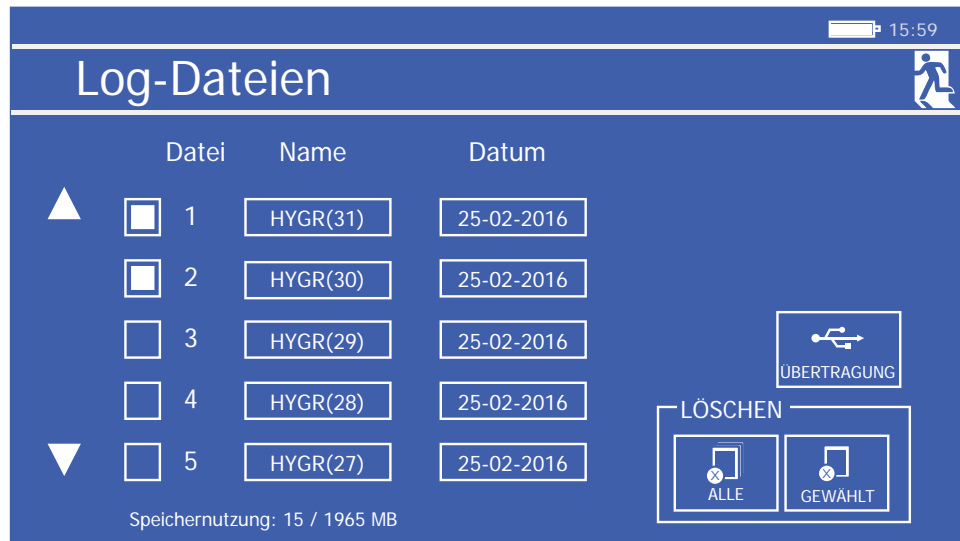 15:59
Log-Dateien
Datei Name Datum
1 HYGR(31) 25-02-2016
2 HYGR(30) 25-02-2016
3 HYGR(29) 25-02-2016
ÜBERTRAGUNG
4 HYGR(28) 25-02-2016
LÖSCHEN
5 HYGR(27) 25-02-2016
ALLE GEWÄHLT
Speichernutzung: 15 / 1965 MB